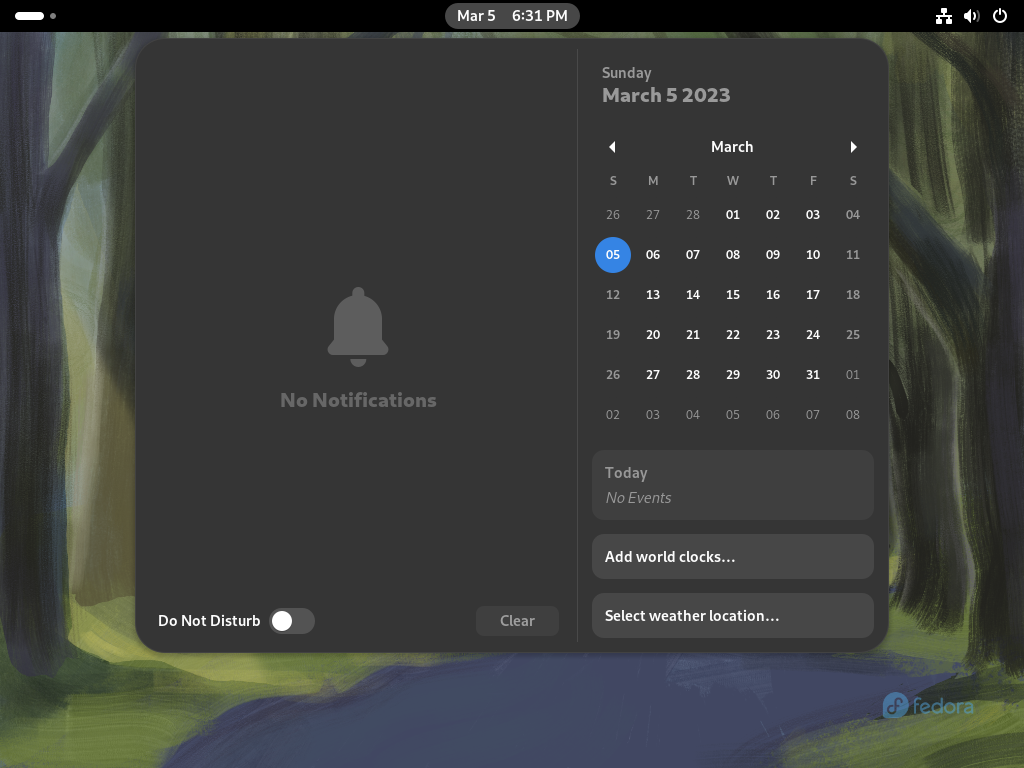 Mar 5 6:31 PM
No Notifications
Do Not Disturb
Clear
Sunday
March 5 2023
March
S M T W T F S
26 27 28 01 02 03 04
05 06 07 08 09 10 11
12 13 14 15 16 17 18
19 20 21 22 23 24 25
26 27 28 29 30 31 01
02 03 04 05 06 07 08
Today
No Events
Add world clocks...
Select weather location...
fedora